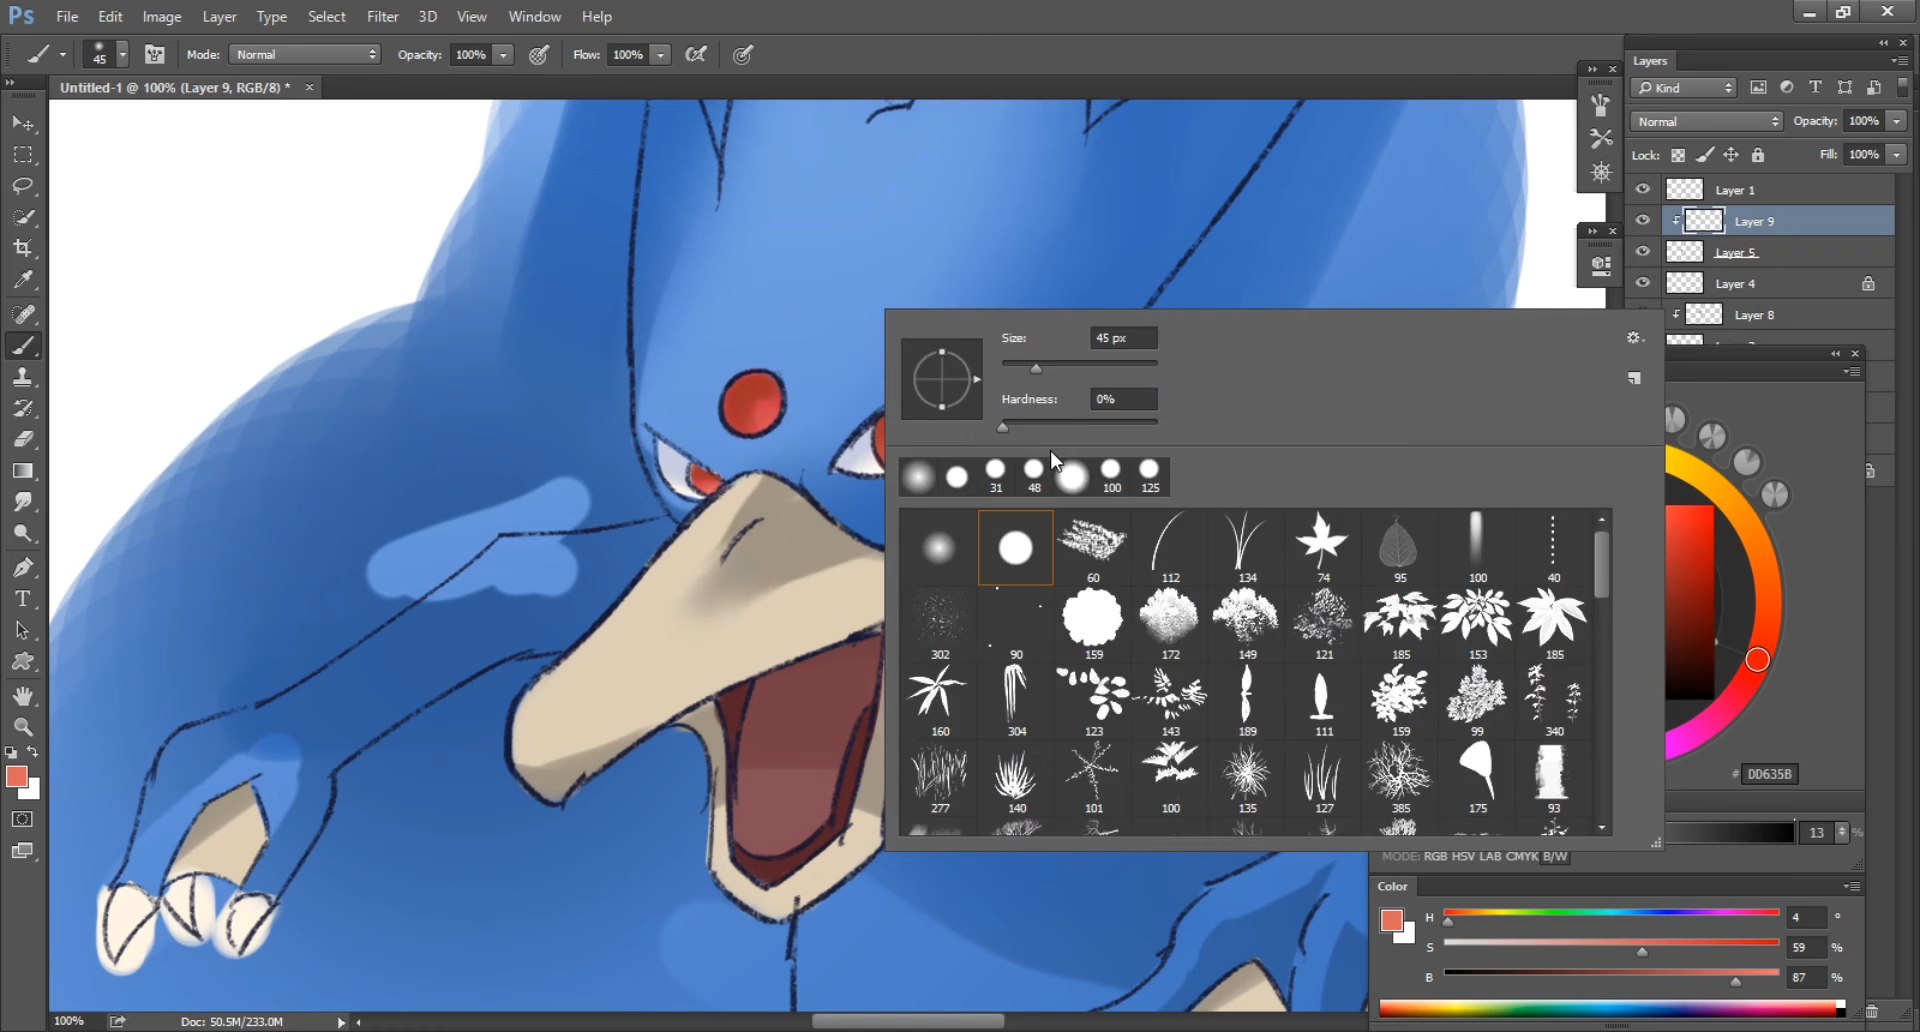 Ps File Edit Image Layer Type Select Filter 3D View Window Help
45 Mode: Normal Opacity: 100% Flow: 100%
Untitled-1 @ 100% (Layer 9, RGB/8) *
Layers
Kind
Normal Opacity: 100%
Lock: Fill: 100%
Layer 1
Layer 9
Layer 5
Layer 4
Layer 8
Size: 45 px
Hardness: 0%
31 48 100 125
60 112 134 74 95 100 40
302 90 159 172 149 121 185 153 185
160 304 123 143 189 111 159 99 340
277 140 101 100 135 127 385 175 93
# DD635B
13 %
MODE: RGB HSV LAB CMYK B/W
Color
H 4 °
S 59 %
B 87 %
100% Doc: 50.5M/233.0M